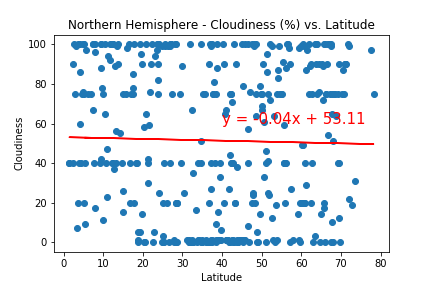 Northern Hemisphere - Cloudiness (%) vs. Latitude
Cloudiness
100
80
60
40
20
0
y = -0.04x + 53.11
0 10 20 30 40 50 60 70 80
Latitude